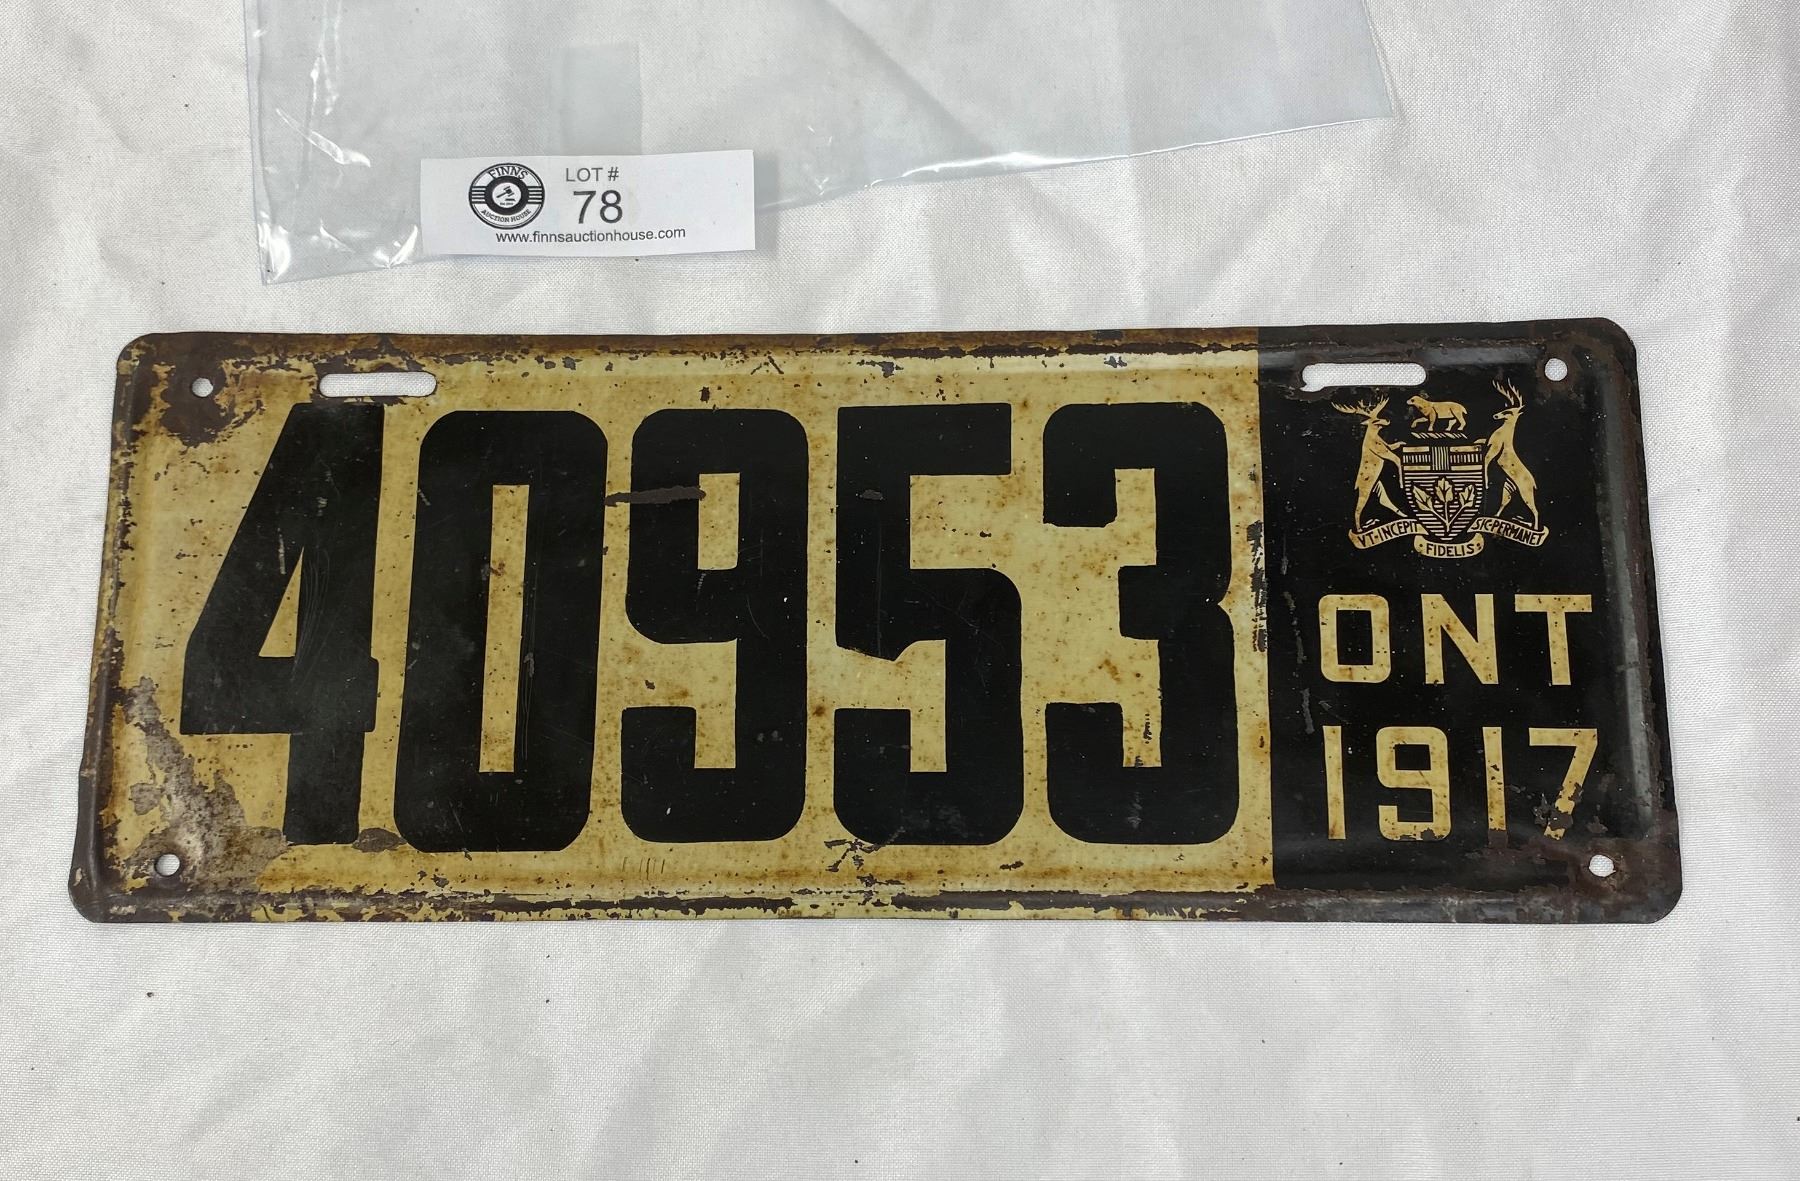 FINNS
AUCTION HOUSE
LOT #
78
www.finnsauctionhouse.com
40953
VT·INCEPIT SIC·PERMANET
FIDELIS
ONT
1917